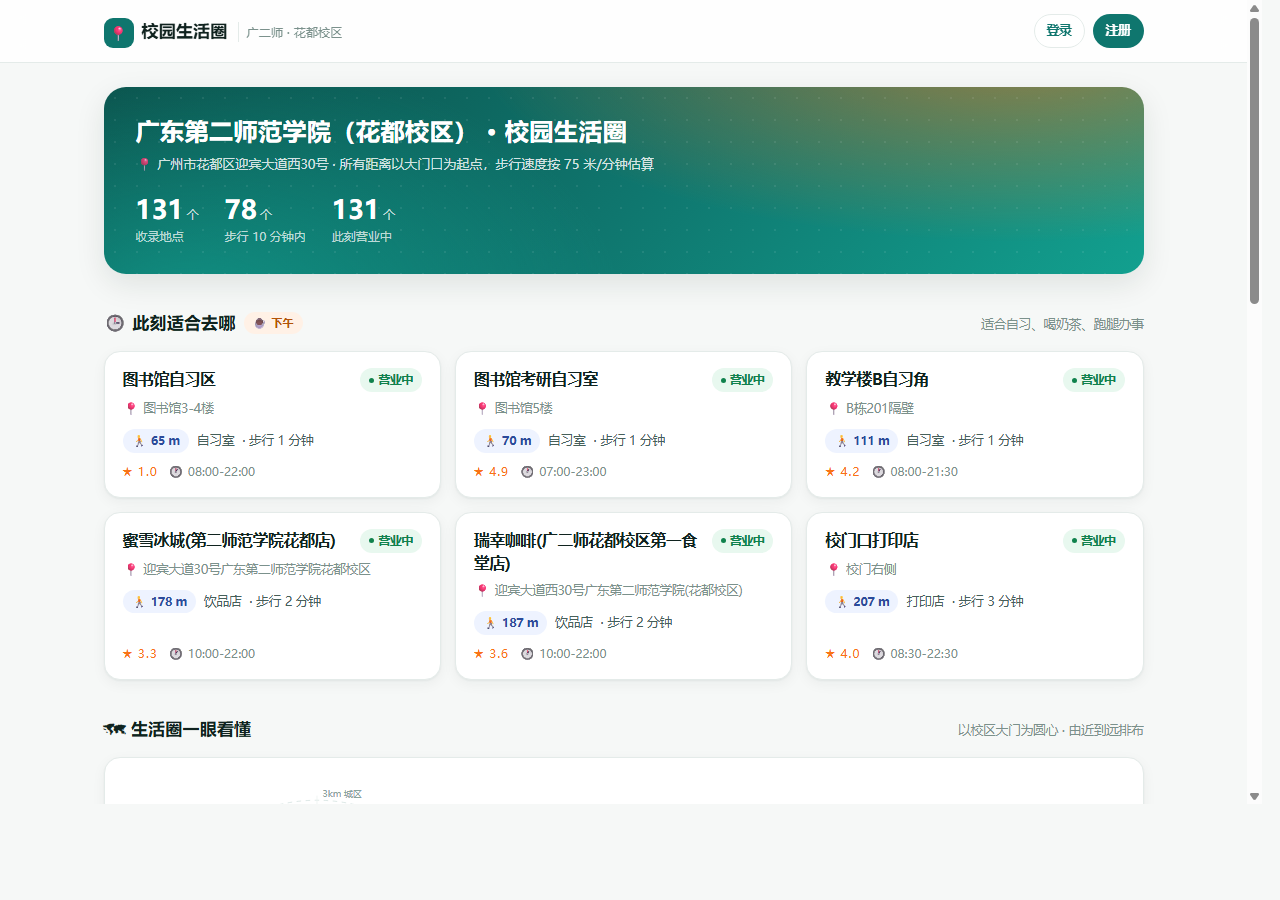 校园生活圈 广二师 · 花都校区 登录 注册
广东第二师范学院（花都校区）· 校园生活圈
广州市花都区迎宾大道西30号 · 所有距离以大门口为起点，步行速度按 75 米/分钟估算
131 个 78 个 131 个
收录地点 步行 10 分钟内 此刻营业中
此刻适合去哪 下午 适合自习、喝奶茶、跑腿办事
图书馆自习区 营业中
图书馆3-4楼
65 m 自习室 · 步行 1 分钟
★ 1.0 08:00-22:00
图书馆考研自习室 营业中
图书馆5楼
70 m 自习室 · 步行 1 分钟
★ 4.9 07:00-23:00
教学楼B自习角 营业中
B栋201隔壁
111 m 自习室 · 步行 1 分钟
★ 4.2 08:00-21:30
蜜雪冰城(第二师范学院花都店) 营业中
迎宾大道30号广东第二师范学院花都校区
178 m 饮品店 · 步行 2 分钟
★ 3.3 10:00-22:00
瑞幸咖啡(广二师花都校区第一食 营业中
堂店)
迎宾大道西30号广东第二师范学院(花都校区)
187 m 饮品店 · 步行 2 分钟
★ 3.6 10:00-22:00
校门口打印店 营业中
校门右侧
207 m 打印店 · 步行 3 分钟
★ 4.0 08:30-22:30
生活圈一眼看懂 以校区大门为圆心 · 由近到远排布
3km 城区